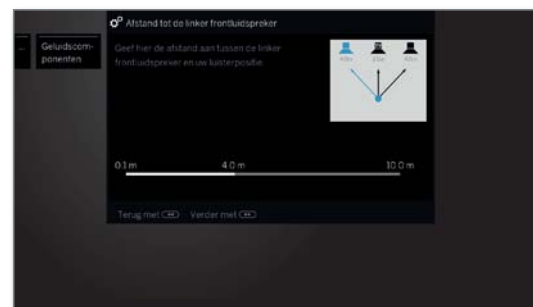 Afstand tot de linker frontluidspreker
...
Geluidscom-
ponenten
Geef hier de afstand aan tussen de linker
frontluidspreker en uw luisterpositie.
0.1 m 4.0 m 10.0 m
Terug met Verder met